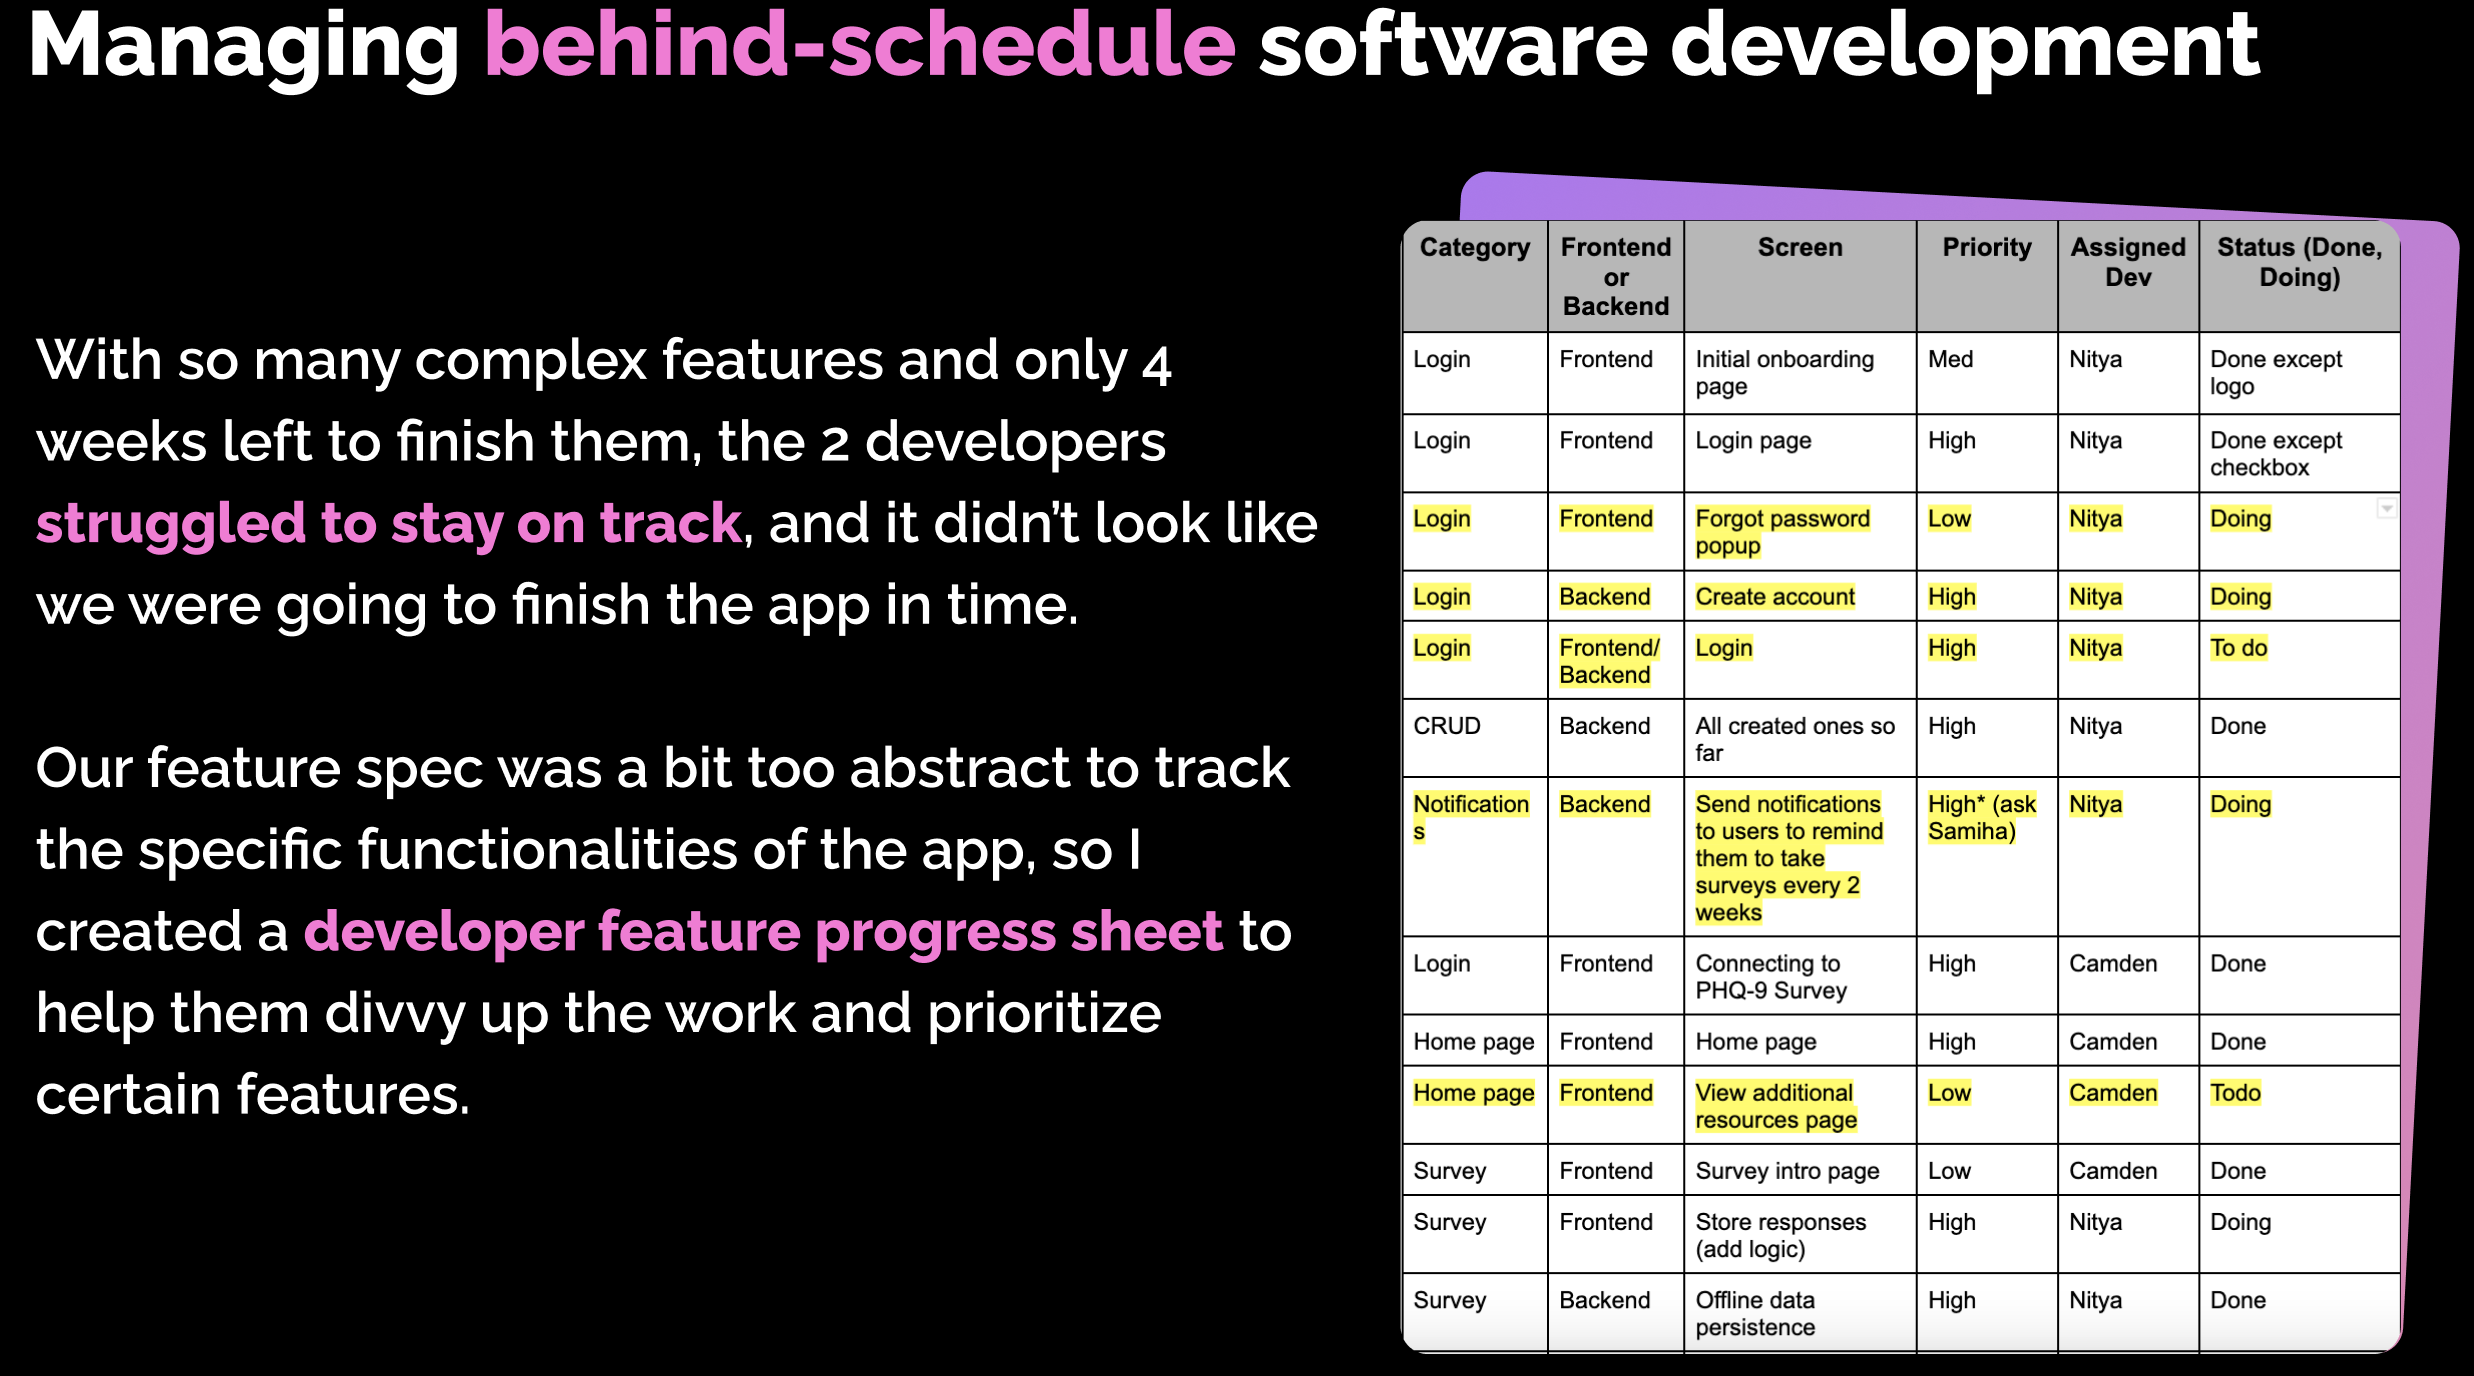 Managing behind-schedule software development
With so many complex features and only 4
weeks left to finish them, the 2 developers
struggled to stay on track, and it didn’t look like
we were going to finish the app in time.
Our feature spec was a bit too abstract to track
the specific functionalities of the app, so I
created a developer feature progress sheet to
help them divvy up the work and prioritize
certain features.
Category Frontend or Backend Screen Priority Assigned Dev Status (Done, Doing)
Login Frontend Initial onboarding page Med Nitya Done except logo
Login Frontend Login page High Nitya Done except checkbox
Login Frontend Forgot password popup Low Nitya Doing
Login Backend Create account High Nitya Doing
Login Frontend/ Backend Login High Nitya To do
CRUD Backend All created ones so far High Nitya Done
Notifications Backend Send notifications to users to remind them to take surveys every 2 weeks High* (ask Samiha) Nitya Doing
Login Frontend Connecting to PHQ-9 Survey High Camden Done
Home page Frontend Home page High Camden Done
Home page Frontend View additional resources page Low Camden Todo
Survey Frontend Survey intro page Low Camden Done
Survey Frontend Store responses (add logic) High Nitya Doing
Survey Backend Offline data persistence High Nitya Done